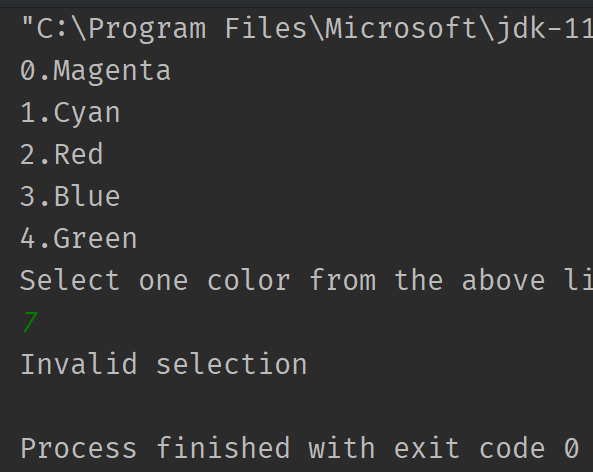 "C:\Program Files\Microsoft\jdk-11
0.Magenta
1.Cyan
2.Red
3.Blue
4.Green
Select one color from the above li
7
Invalid selection
Process finished with exit code 0